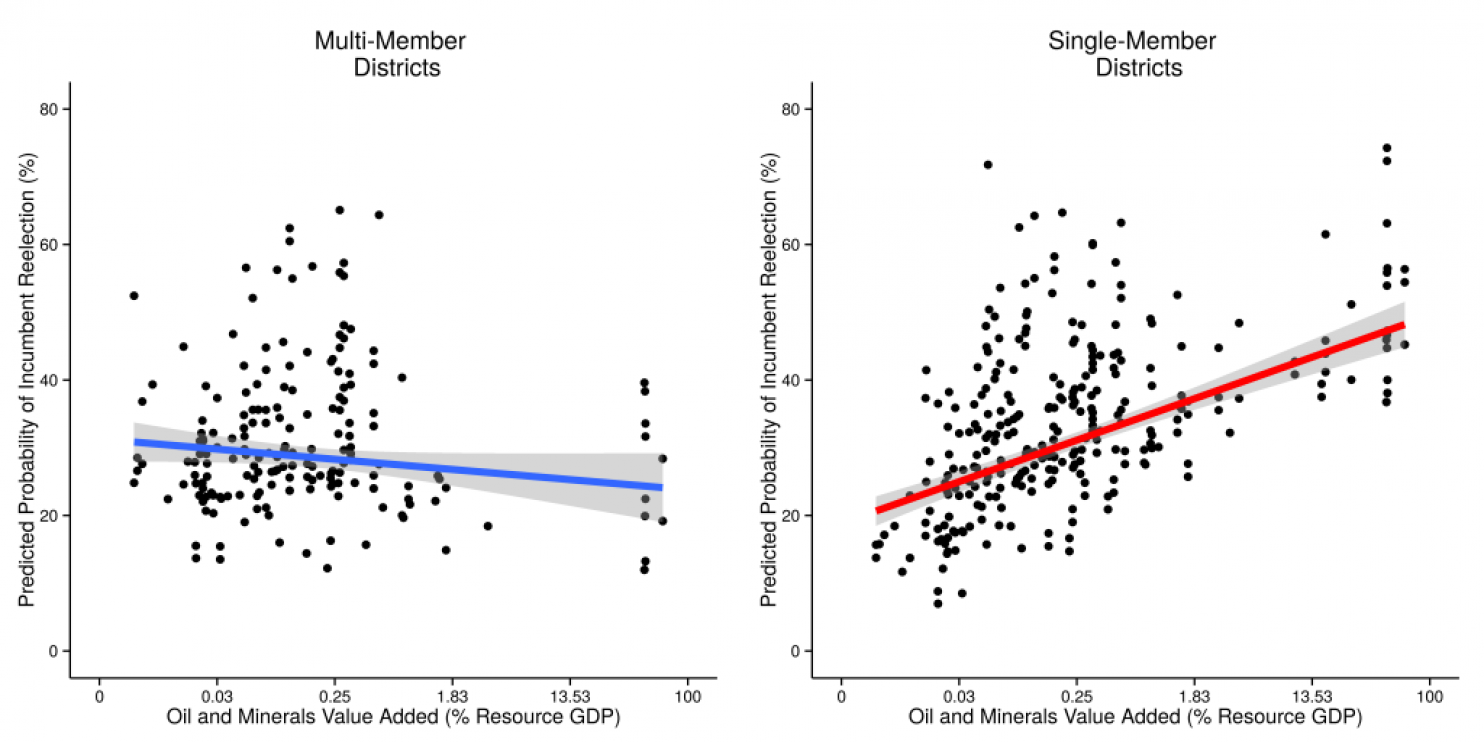 Multi-Member
Districts
Predicted Probability of Incumbent Reelection (%)
80
60
40
20
0
0 0.03 0.25 1.83 13.53 100
Oil and Minerals Value Added (% Resource GDP)
Single-Member
Districts
Predicted Probability of Incumbent Reelection (%)
80
60
40
20
0
0 0.03 0.25 1.83 13.53 100
Oil and Minerals Value Added (% Resource GDP)